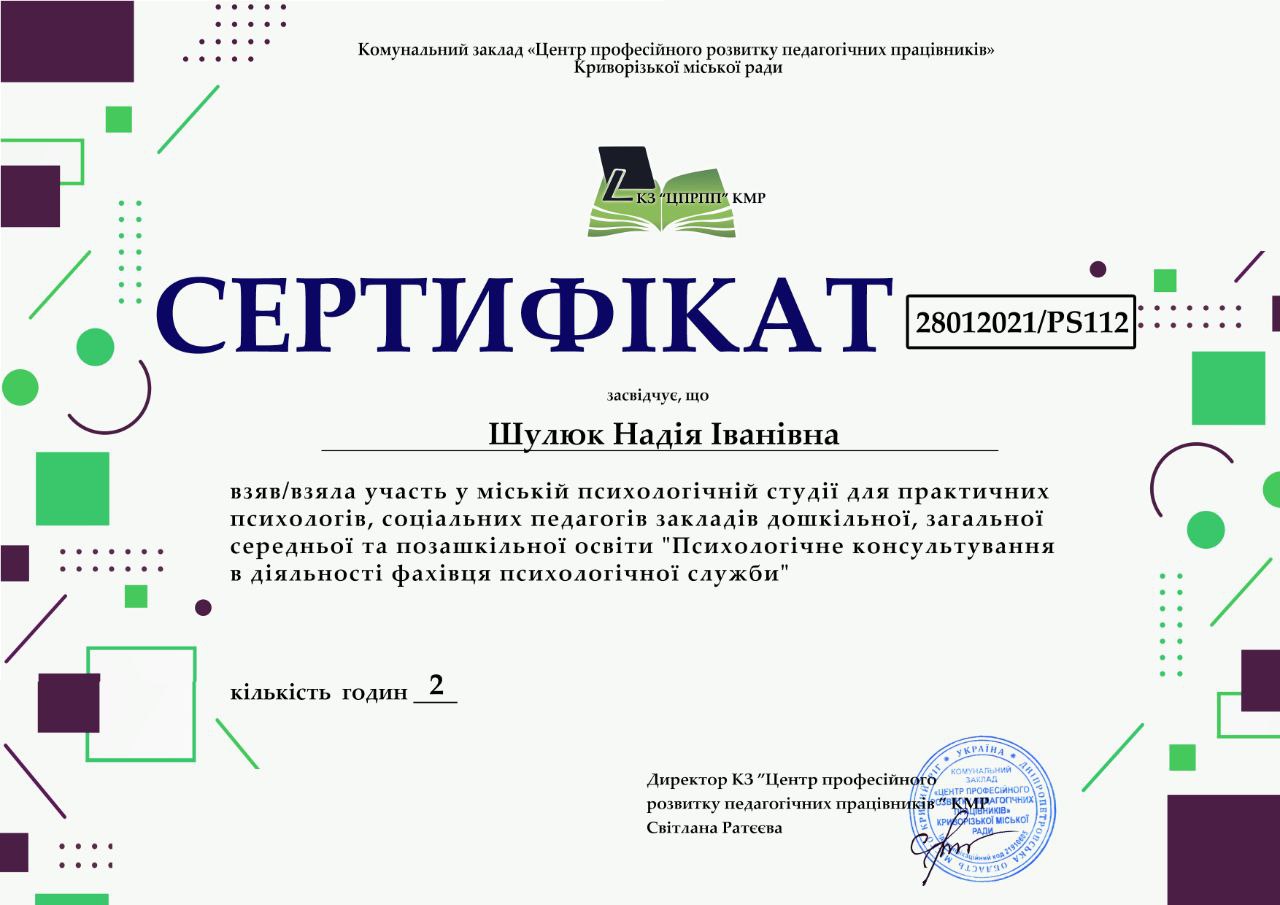 Комунальний заклад «Центр професійного розвитку педагогічних працівників»
Криворізької міської ради
КЗ “ЦПРПП” КМР
СЕРТИФІКАТ
28012021/PS112
засвідчує, що
Шулюк Надія Іванівна
взяв/взяла участь у міській психологічній студії для практичних
психологів, соціальних педагогів закладів дошкільної, загальної
середньої та позашкільної освіти "Психологічне консультування
в діяльності фахівця психологічної служби"
кількість годин 2
Директор КЗ ”Центр професійного
розвитку педагогічних працівників ” КМР
Світлана Ратєєва
УКРАЇНА * ДНІПРОПЕТРОВСЬКА ОБЛАСТЬ
КОМУНАЛЬНИЙ
ЗАКЛАД
«ЦЕНТР ПРОФЕСІЙНОГО
РОЗВИТКУ ПЕДАГОГІЧНИХ
ПРАЦІВНИКІВ»
КРИВОРІЗЬКОЇ МІСЬКОЇ
РАДИ